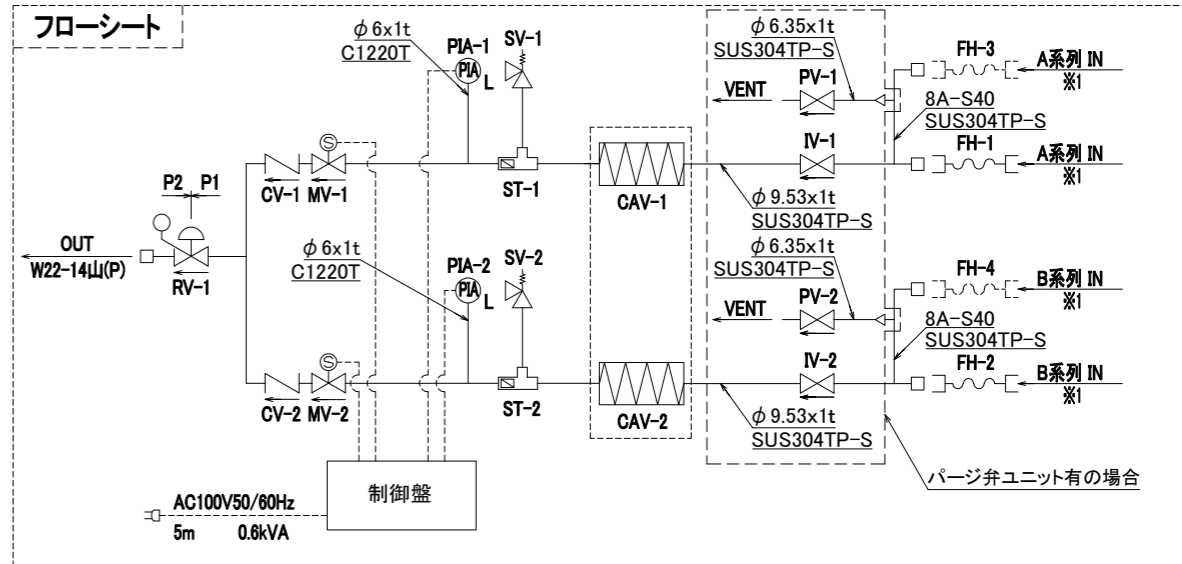 フローシート
φ6x1t
C1220T
PIA-1
PIA
L
SV-1
φ6.35x1t
SUS304TP-S
PV-1
VENT
FH-3
A系列 IN
※1
8A-S40
SUS304TP-S
IV-1
FH-1
A系列 IN
※1
S
CV-1
MV-1
ST-1
CAV-1
φ9.53x1t
SUS304TP-S
P2
P1
OUT
W22-14山(P)
RV-1
φ6x1t
C1220T
PIA-2
PIA
L
SV-2
φ6.35x1t
SUS304TP-S
PV-2
VENT
FH-4
B系列 IN
※1
8A-S40
SUS304TP-S
IV-2
FH-2
B系列 IN
※1
S
CV-2
MV-2
ST-2
CAV-2
φ9.53x1t
SUS304TP-S
パージ弁ユニット有の場合
制御盤
AC100V50/60Hz
5m 0.6kVA